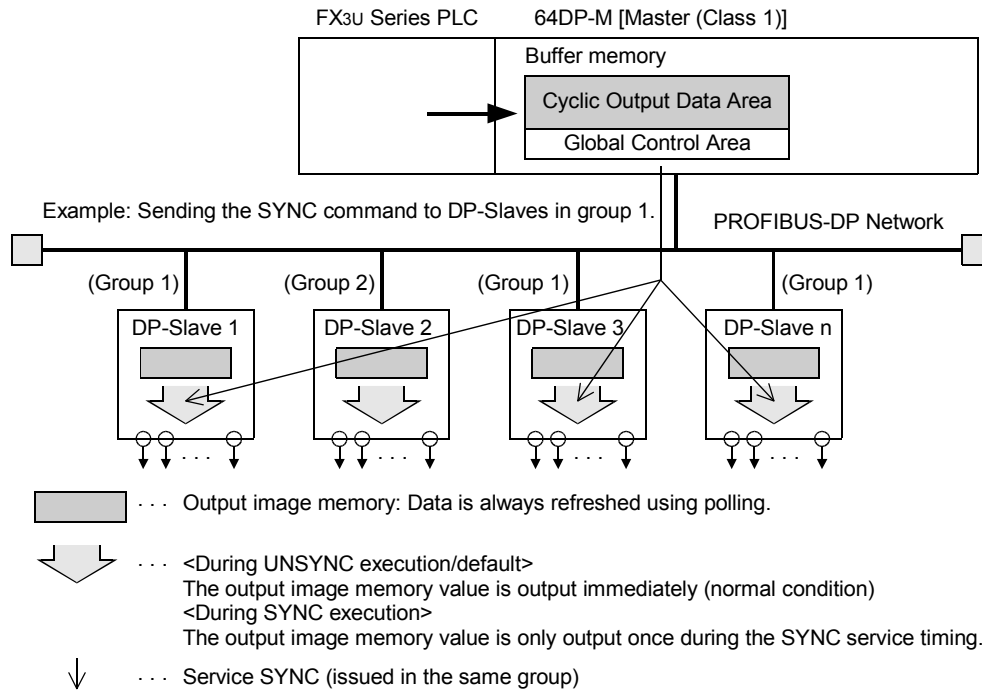 FX3U Series PLC
64DP-M [Master (Class 1)]
Buffer memory
Cyclic Output Data Area
Global Control Area
Example: Sending the SYNC command to DP-Slaves in group 1.
PROFIBUS-DP Network
(Group 1)
(Group 2)
(Group 1)
(Group 1)
DP-Slave 1
DP-Slave 2
DP-Slave 3
DP-Slave n
· · ·
· · ·
· · ·
· · ·
· · · Output image memory: Data is always refreshed using polling.
· · · <During UNSYNC execution/default>
The output image memory value is output immediately (normal condition)
<During SYNC execution>
The output image memory value is only output once during the SYNC service timing.
· · · Service SYNC (issued in the same group)